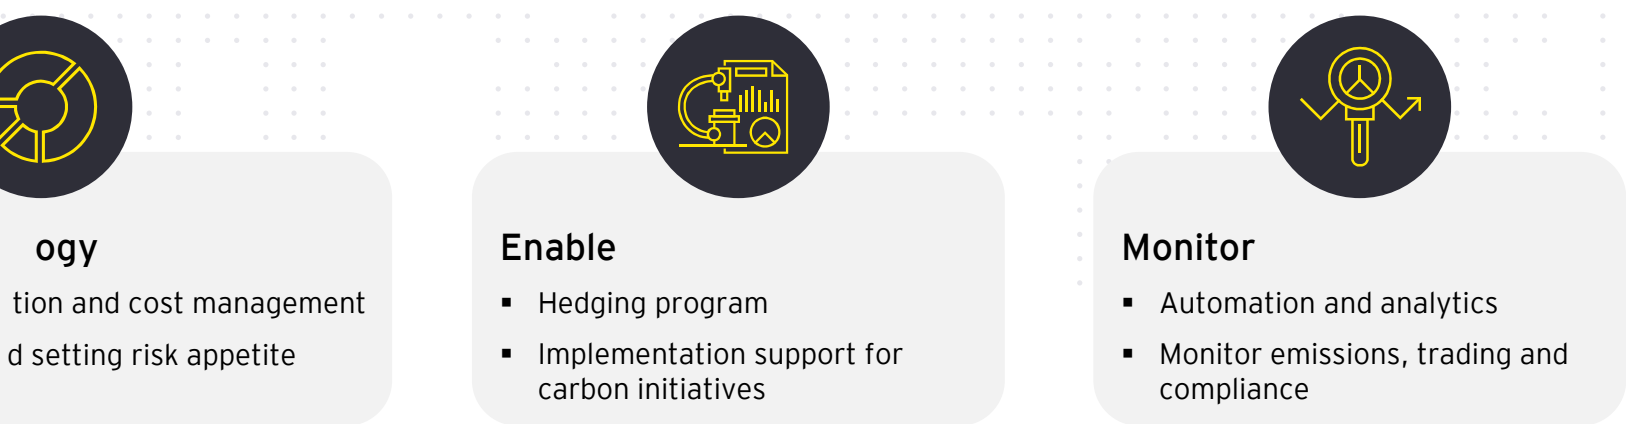 ogy
tion and cost management
d setting risk appetite
Enable
▪ Hedging program
▪ Implementation support for
carbon initiatives
Monitor
▪ Automation and analytics
▪ Monitor emissions, trading and
compliance